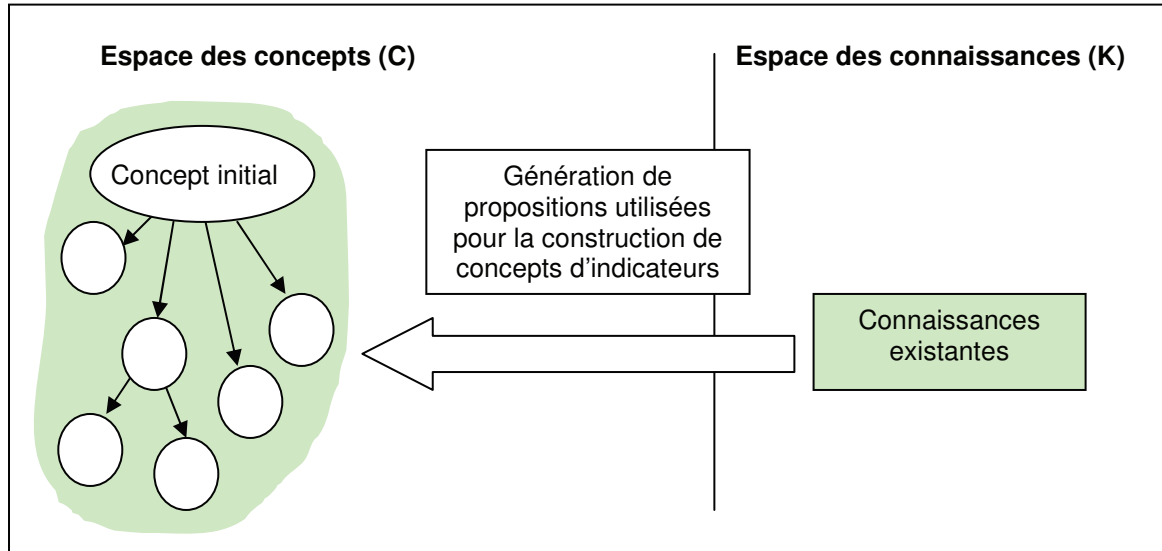 Espace des concepts (C)
Espace des connaissances (K)
Concept initial
Génération de
propositions utilisées
pour la construction de
concepts d'indicateurs
Connaissances
existantes